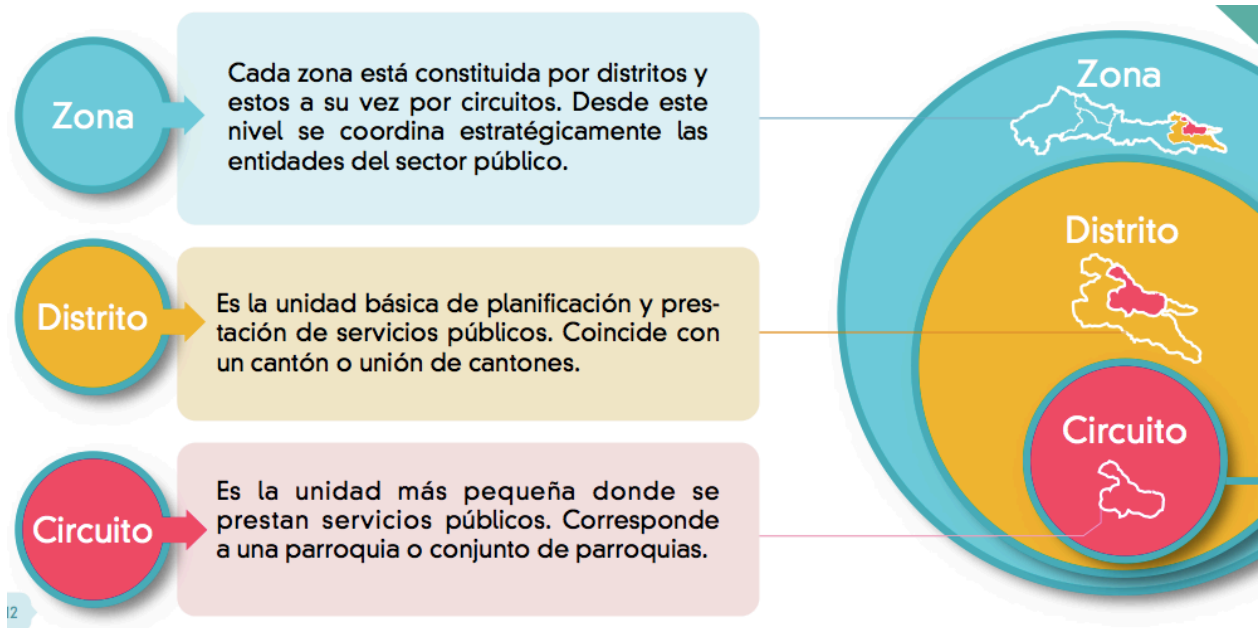 Zona
Cada zona está constituida por distritos y
estos a su vez por circuitos. Desde este
nivel se coordina estratégicamente las
entidades del sector público.
Distrito
Es la unidad básica de planificación y pres-
tación de servicios públicos. Coincide con
un cantón o unión de cantones.
Circuito
Es la unidad más pequeña donde se
prestan servicios públicos. Corresponde
a una parroquia o conjunto de parroquias.
Zona
Distrito
Circuito
12